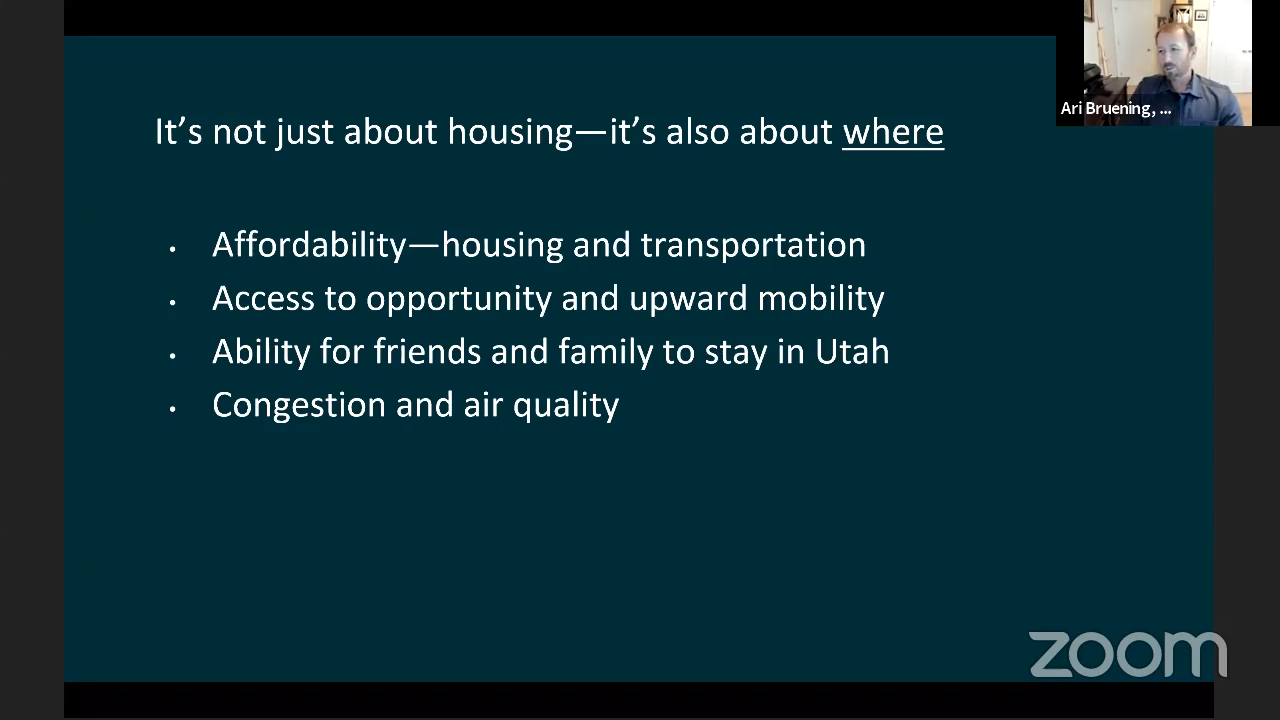 It's not just about housing—it's also about where
• Affordability—housing and transportation
• Access to opportunity and upward mobility
• Ability for friends and family to stay in Utah
• Congestion and air quality
Ari Bruening, ...
zoom